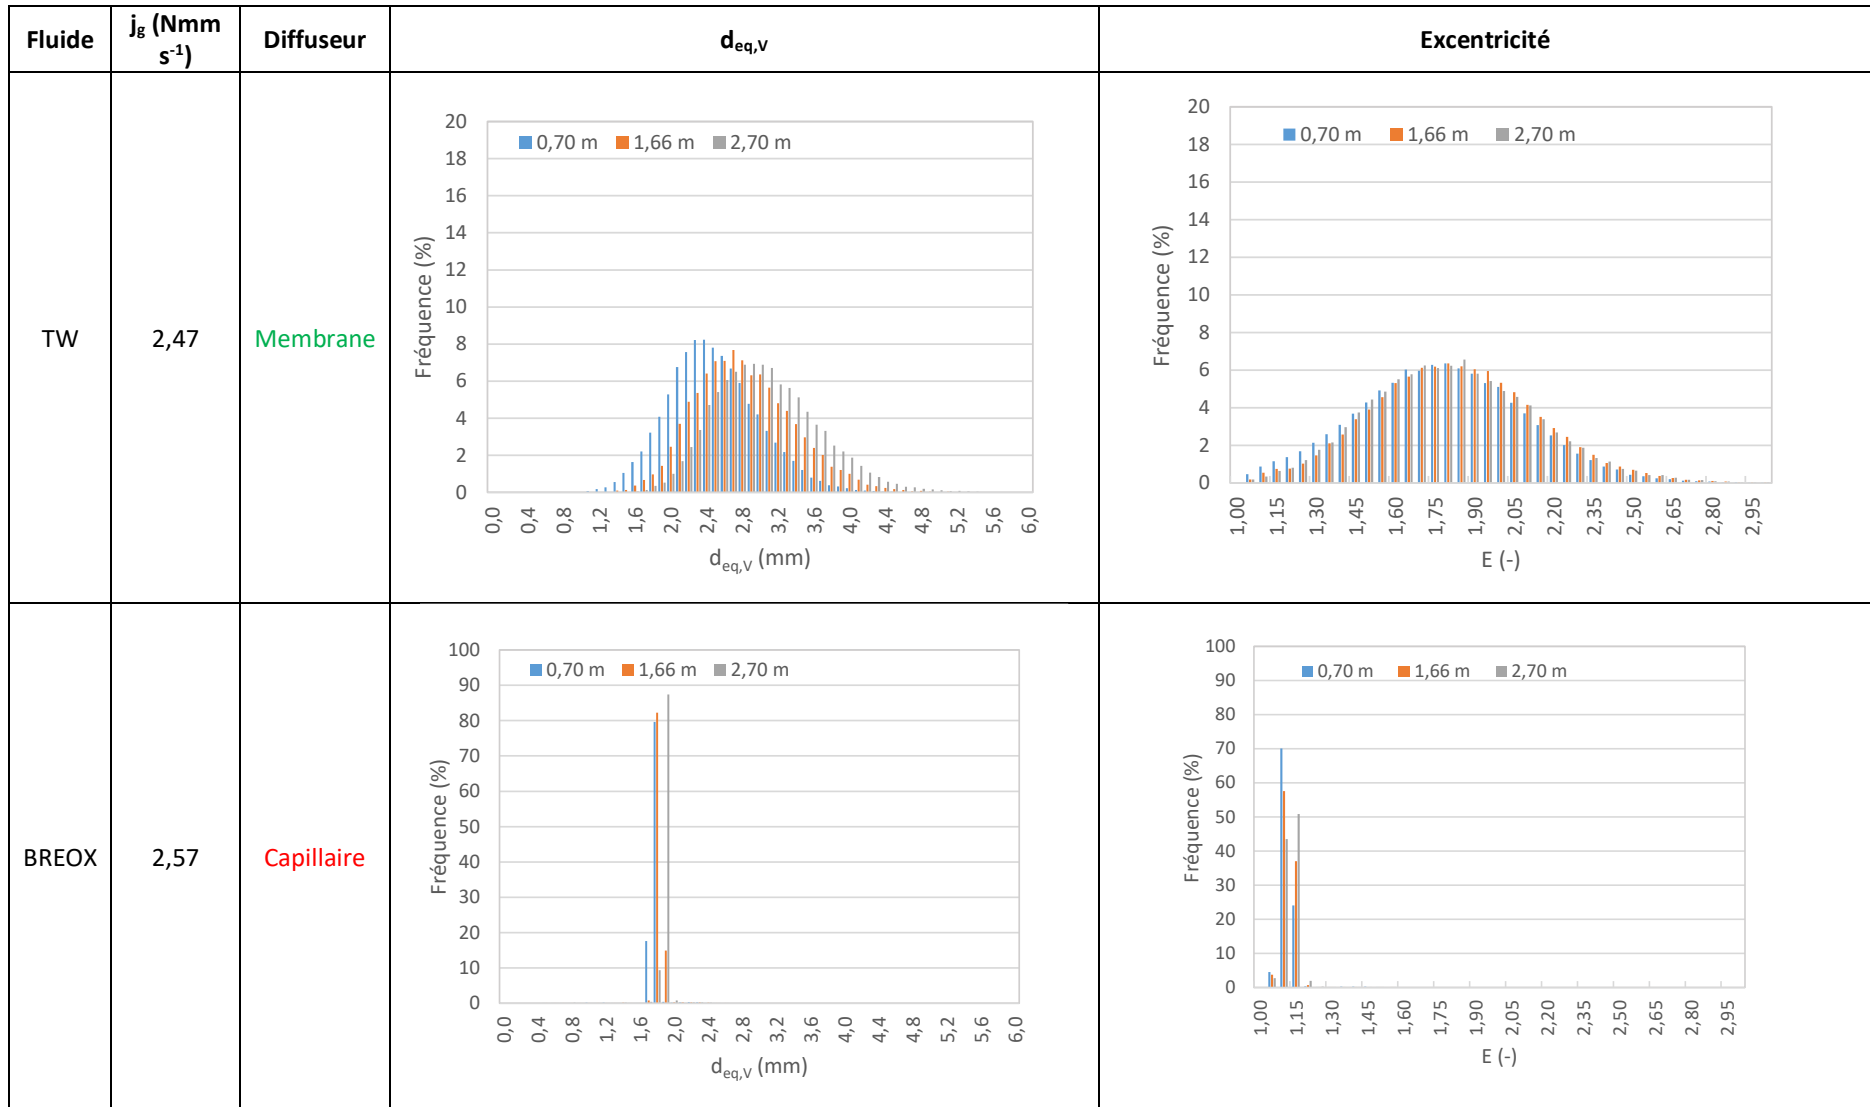 Fluide
jg (Nmm s-1)
Diffuseur
deq,V
Excentricité
TW
2,47
Membrane
20
18
16
14
12
10
8
6
4
2
0
Fréquence (%)
0,70 m 1,66 m 2,70 m
0,0 0,4 0,8 1,2 1,6 2,0 2,4 2,8 3,2 3,6 4,0 4,4 4,8 5,2 5,6 6,0
deq,V (mm)
20
18
16
14
12
10
8
6
4
2
0
Fréquence (%)
0,70 m 1,66 m 2,70 m
1,00 1,15 1,30 1,45 1,60 1,75 1,90 2,05 2,20 2,35 2,50 2,65 2,80 2,95
E (-)
BREOX
2,57
Capillaire
100
90
80
70
60
50
40
30
20
10
0
Fréquence (%)
0,70 m 1,66 m 2,70 m
0,0 0,4 0,8 1,2 1,6 2,0 2,4 2,8 3,2 3,6 4,0 4,4 4,8 5,2 5,6 6,0
deq,V (mm)
100
90
80
70
60
50
40
30
20
10
0
Fréquence (%)
0,70 m 1,66 m 2,70 m
1,00 1,15 1,30 1,45 1,60 1,75 1,90 2,05 2,20 2,35 2,50 2,65 2,80 2,95
E (-)